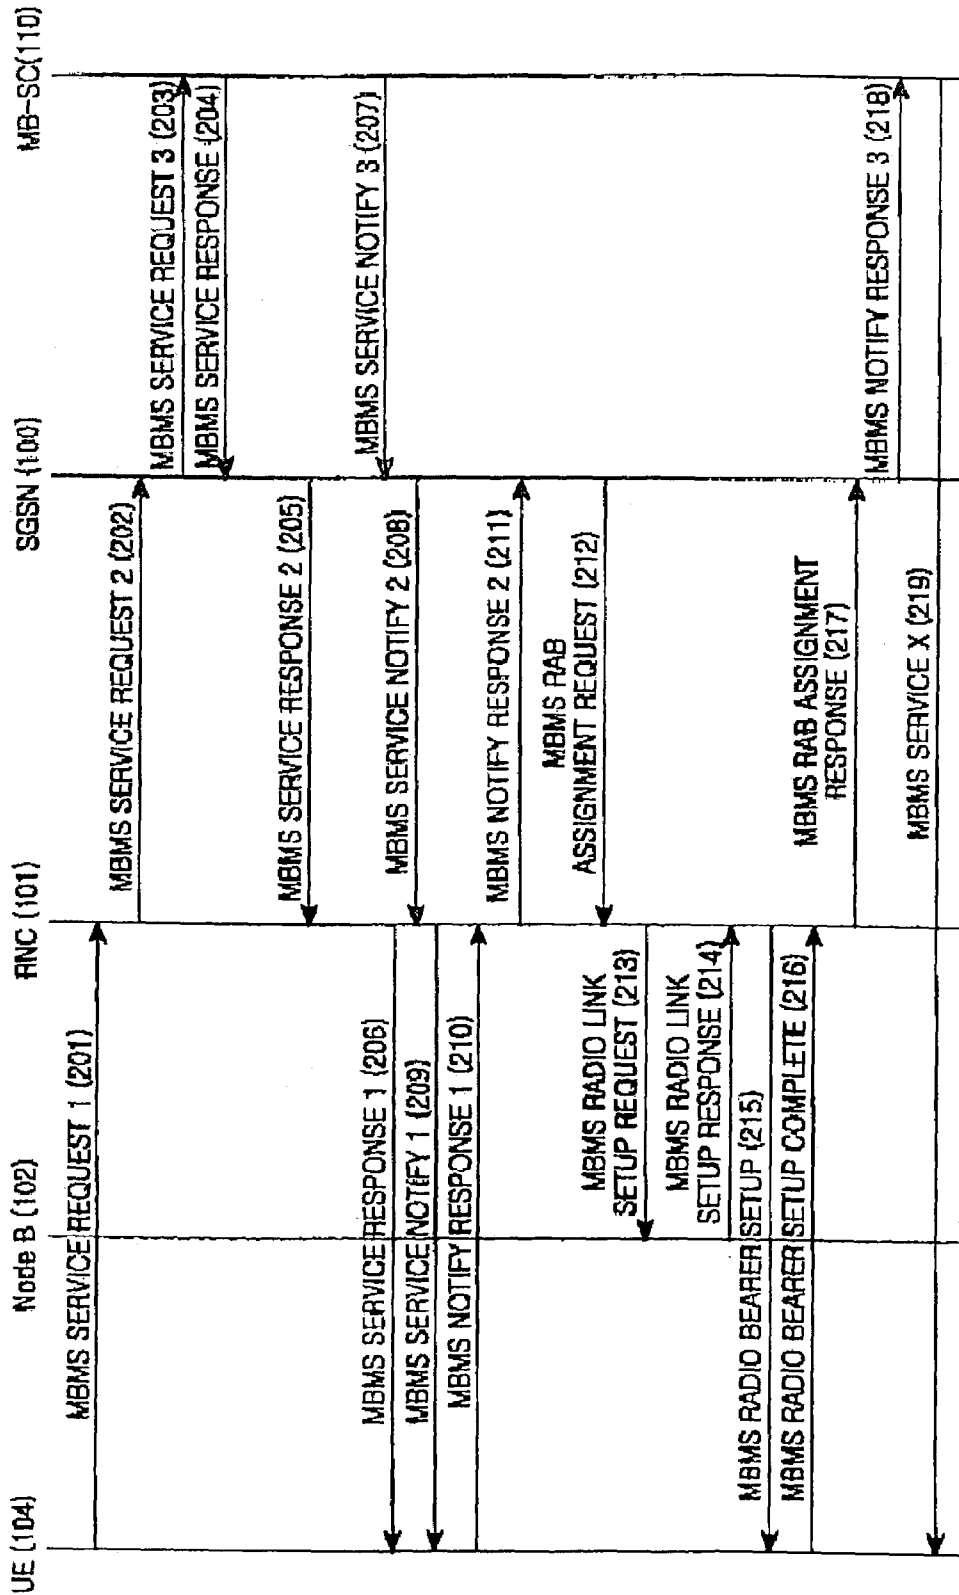 UE (104)
Node B (102)
RNC (101)
SGSN (100)
MB-SC(110)
MBMS SERVICE REQUEST 1 (201)
MBMS SERVICE REQUEST 2 (202)
MBMS SERVICE REQUEST 3 (203)
MBMS SERVICE RESPONSE (204)
MBMS SERVICE RESPONSE 2 (205)
MBMS SERVICE RESPONSE 1 (206)
MBMS SERVICE NOTIFY 3 (207)
MBMS SERVICE NOTIFY 2 (208)
MBMS SERVICE NOTIFY 1 (209)
MBMS NOTIFY RESPONSE 1 (210)
MBMS NOTIFY RESPONSE 2 (211)
MBMS RAB
ASSIGNMENT REQUEST (212)
MBMS RADIO LINK
SETUP REQUEST (213)
MBMS RADIO LINK
SETUP RESPONSE (214)
MBMS RADIO BEARER SETUP (215)
MBMS RADIO BEARER SETUP COMPLETE (216)
MBMS RAB ASSIGNMENT
RESPONSE (217)
MBMS NOTIFY RESPONSE 3 (218)
MBMS SERVICE X (219)